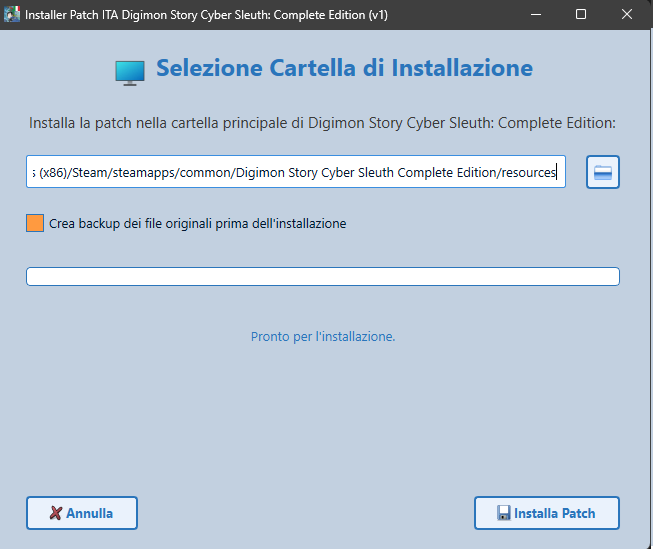 Installer Patch ITA Digimon Story Cyber Sleuth: Complete Edition (v1)
Selezione Cartella di Installazione
Installa la patch nella cartella principale di Digimon Story Cyber Sleuth: Complete Edition:
s (x86)/Steam/steamapps/common/Digimon Story Cyber Sleuth Complete Edition/resources
Crea backup dei file originali prima dell'installazione
Pronto per l'installazione.
Annulla
Installa Patch